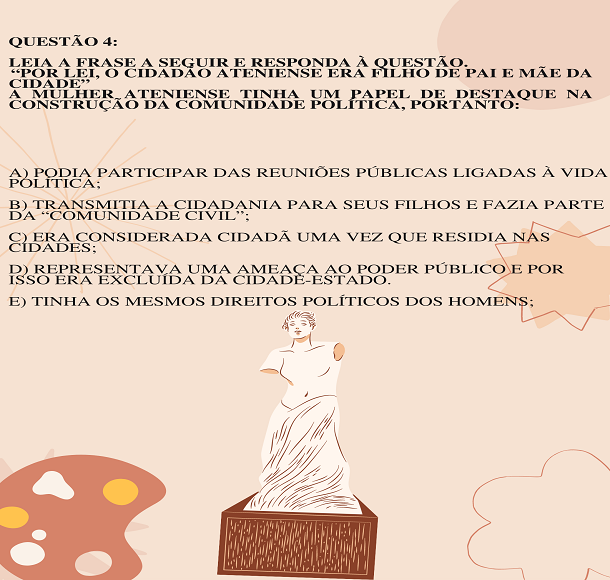 QUESTÃO 4:
LEIA A FRASE A SEGUIR E RESPONDA À QUESTÃO.
“POR LEI, O CIDADÃO ATENIENSE ERA FILHO DE PAI E MÃE DA
CIDADE”
A MULHER ATENIENSE TINHA UM PAPEL DE DESTAQUE NA
CONSTRUÇÃO DA COMUNIDADE POLÍTICA, PORTANTO:
A) PODIA PARTICIPAR DAS REUNIÕES PÚBLICAS LIGADAS À VIDA
POLÍTICA;
B) TRANSMITIA A CIDADANIA PARA SEUS FILHOS E FAZIA PARTE
DA “COMUNIDADE CIVIL”;
C) ERA CONSIDERADA CIDADÃ UMA VEZ QUE RESIDIA NAS
CIDADES;
D) REPRESENTAVA UMA AMEAÇA AO PODER PÚBLICO E POR
ISSO ERA EXCLUÍDA DA CIDADE-ESTADO.
E) TINHA OS MESMOS DIREITOS POLÍTICOS DOS HOMENS;